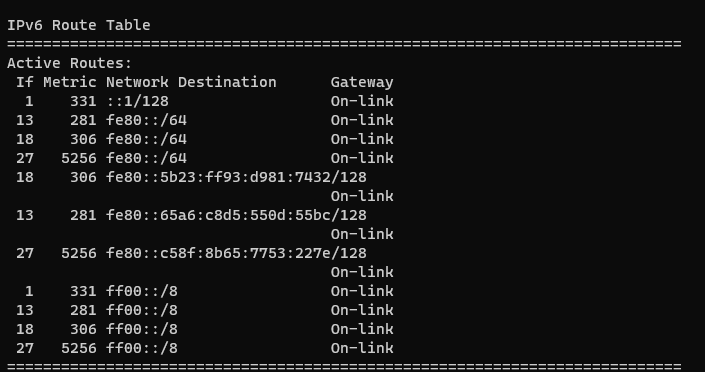 IPv6 Route Table
===========================================================================
Active Routes:
 If Metric Network Destination      Gateway
  1    331 ::1/128                  On-link
 13    281 fe80::/64                On-link
 18    306 fe80::/64                On-link
 27   5256 fe80::/64                On-link
 18    306 fe80::5b23:ff93:d981:7432/128
                                    On-link
 13    281 fe80::65a6:c8d5:550d:55bc/128
                                    On-link
 27   5256 fe80::c58f:8b65:7753:227e/128
                                    On-link
  1    331 ff00::/8                 On-link
 13    281 ff00::/8                 On-link
 18    306 ff00::/8                 On-link
 27   5256 ff00::/8                 On-link
===========================================================================